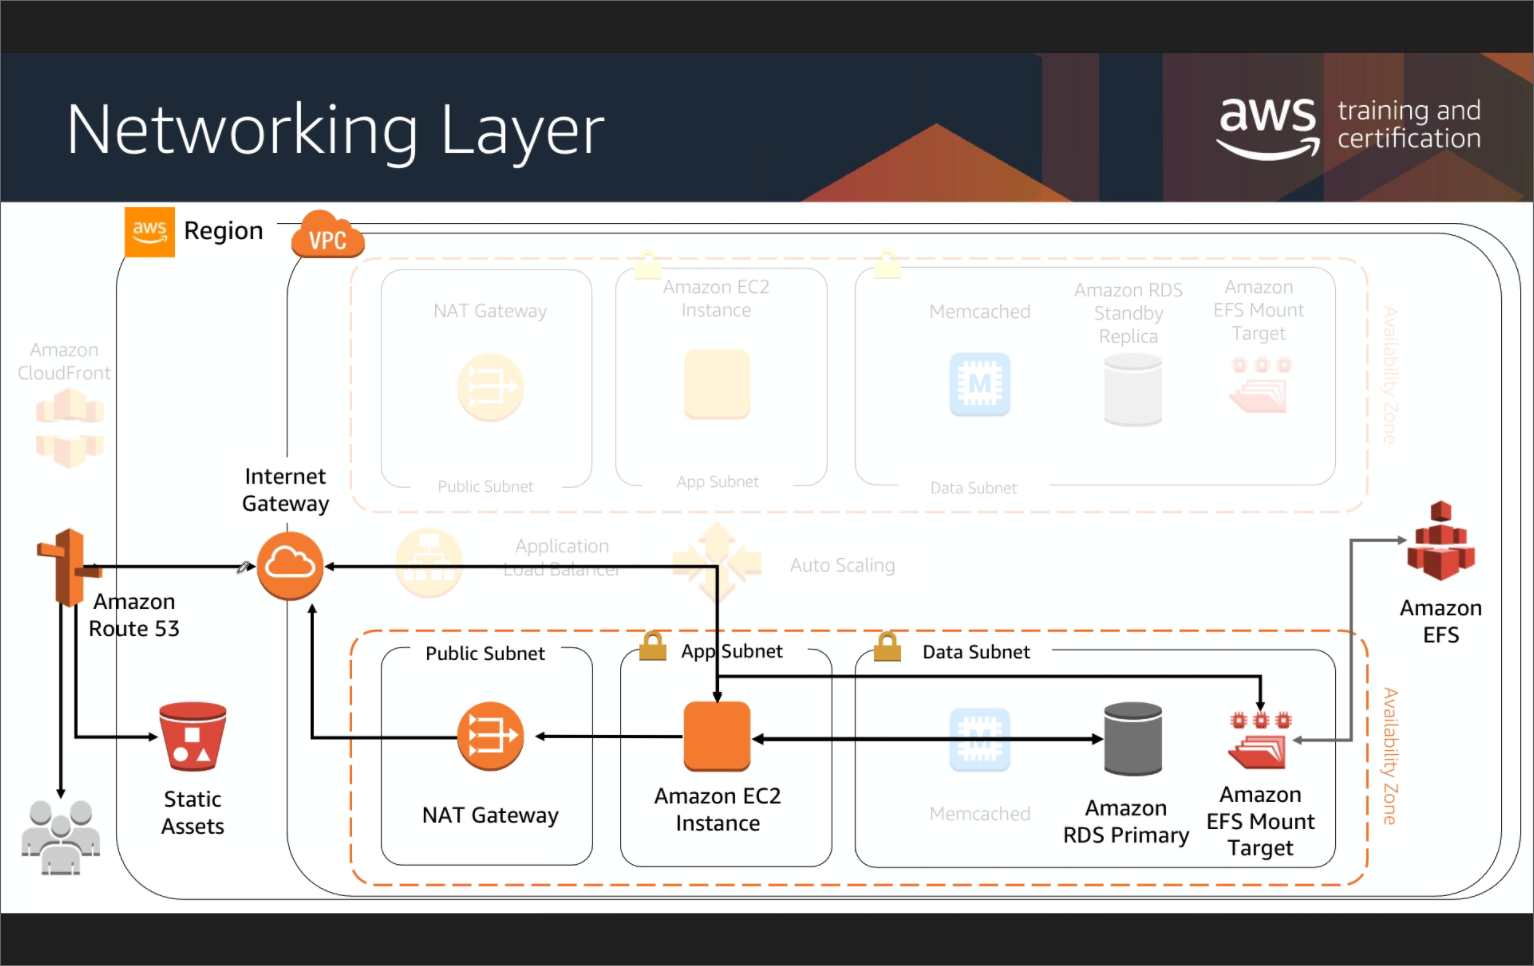 Networking Layer
aws training and
certification
aws
Region
VPC
NAT Gateway
Amazon EC2
Instance
Memcached
Amazon RDS
Standby
Replica
Amazon
EFS Mount
Target
M
Public Subnet
App Subnet
Data Subnet
Availability Zone
Amazon
CloudFront
Internet
Gateway
Application
Load Balancer
Auto Scaling
Amazon
Route 53
Amazon
EFS
Public Subnet
App Subnet
Data Subnet
M
NAT Gateway
Amazon EC2
Instance
Memcached
Amazon
RDS Primary
Amazon
EFS Mount
Target
Availability Zone
Static
Assets